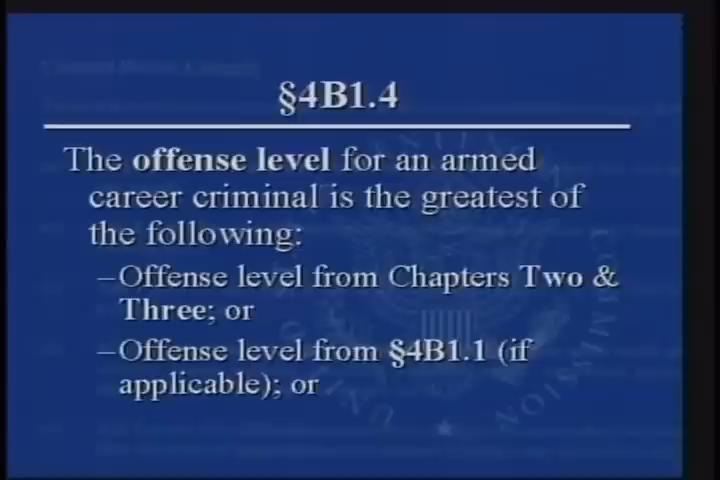 §4B1.4
The offense level for an armed
career criminal is the greatest of
the following:
–Offense level from Chapters Two &
Three; or
–Offense level from §4B1.1 (if
applicable); or